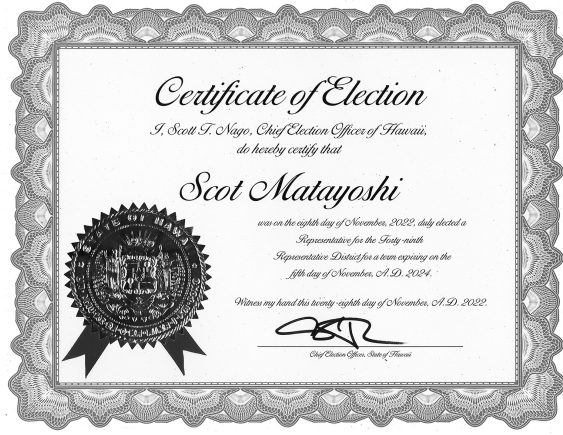 Certificate of Election
I, Scott T. Nago, Chief Election Officer of Hawaii,
do hereby certify that
Scot Matayoshi
was on the eighth day of November, 2022, duly elected a
Representative for the Forty-ninth
Representative District for a term expiring on the
fifth day of November, A.D. 2024.
Witness my hand this twenty-eighth day of November, A.D. 2022.
Chief Election Officer, State of Hawaii
STATE OF HAWAII